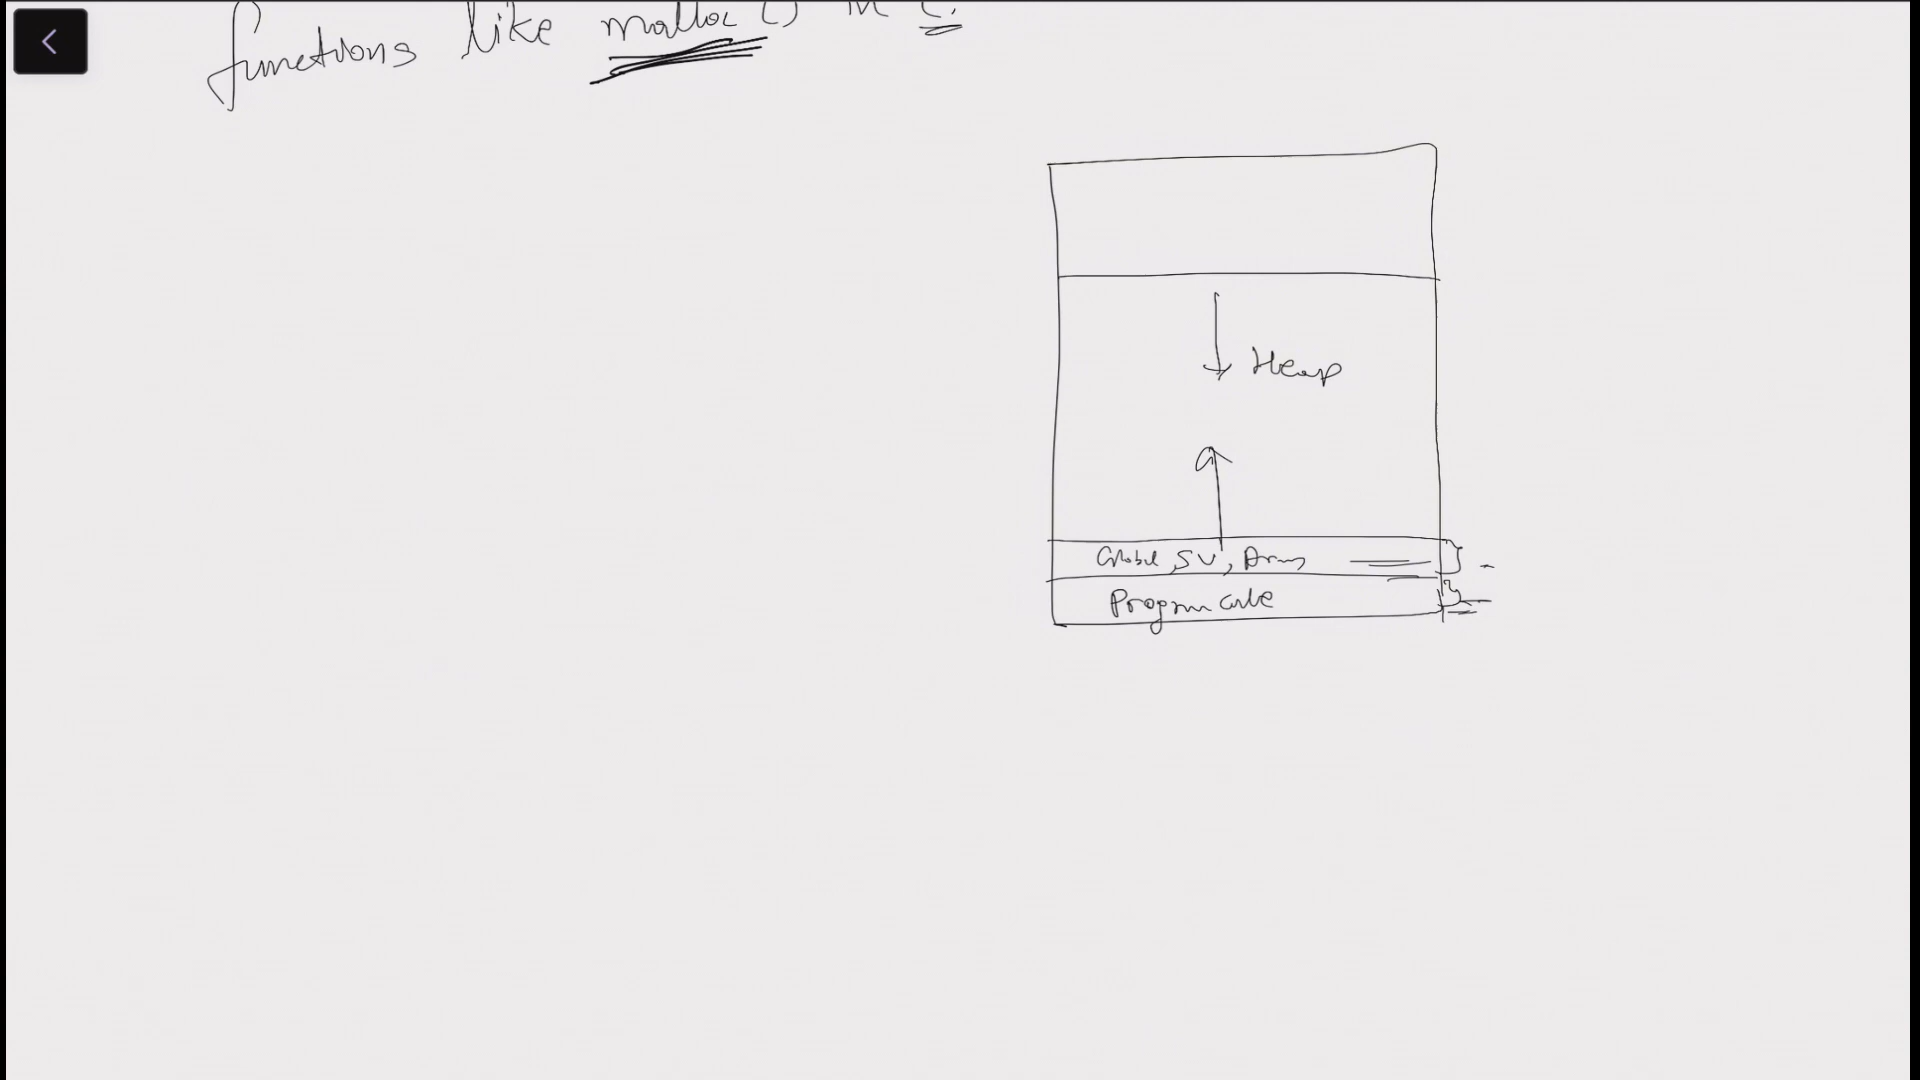 functions like malloc () in C.
Heap
Global, SV, Arrays
Program code